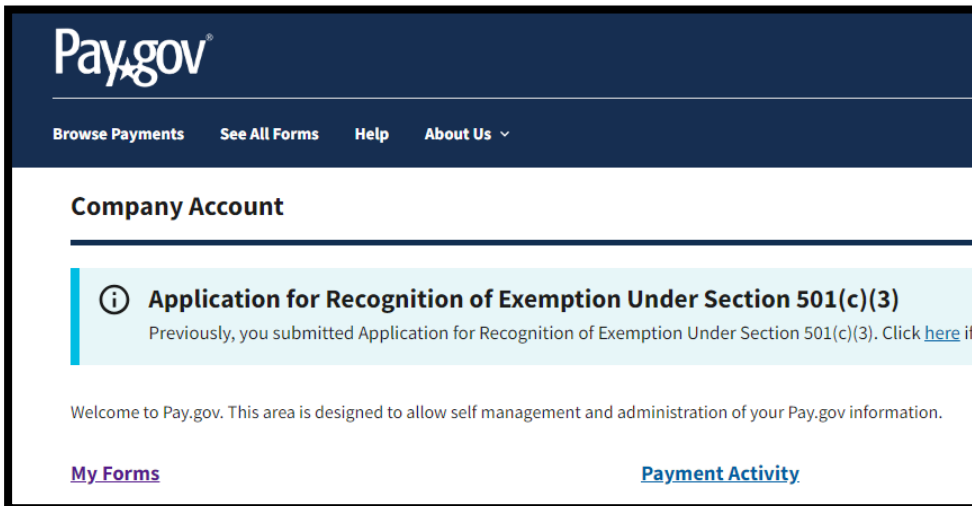 Pay.gov®
Browse Payments See All Forms Help About Us
Company Account
Application for Recognition of Exemption Under Section 501(c)(3)
Previously, you submitted Application for Recognition of Exemption Under Section 501(c)(3). Click here if
Welcome to Pay.gov. This area is designed to allow self management and administration of your Pay.gov information.
My Forms Payment Activity